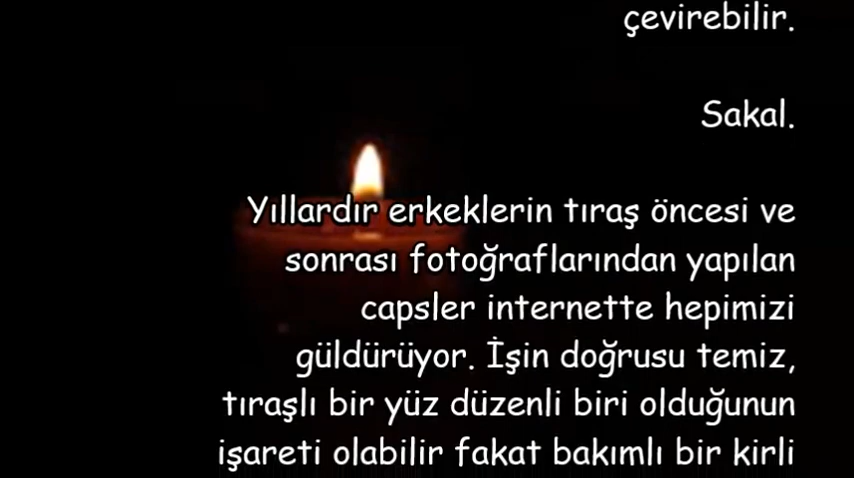 çevirebilir.
Sakal.
Yıllardır erkeklerin tıraş öncesi ve
sonrası fotoğraflarından yapılan
capsler internette hepimizi
güldürüyor. İşin doğrusu temiz,
tıraşlı bir yüz düzenli biri olduğunun
işareti olabilir fakat bakımlı bir kirli